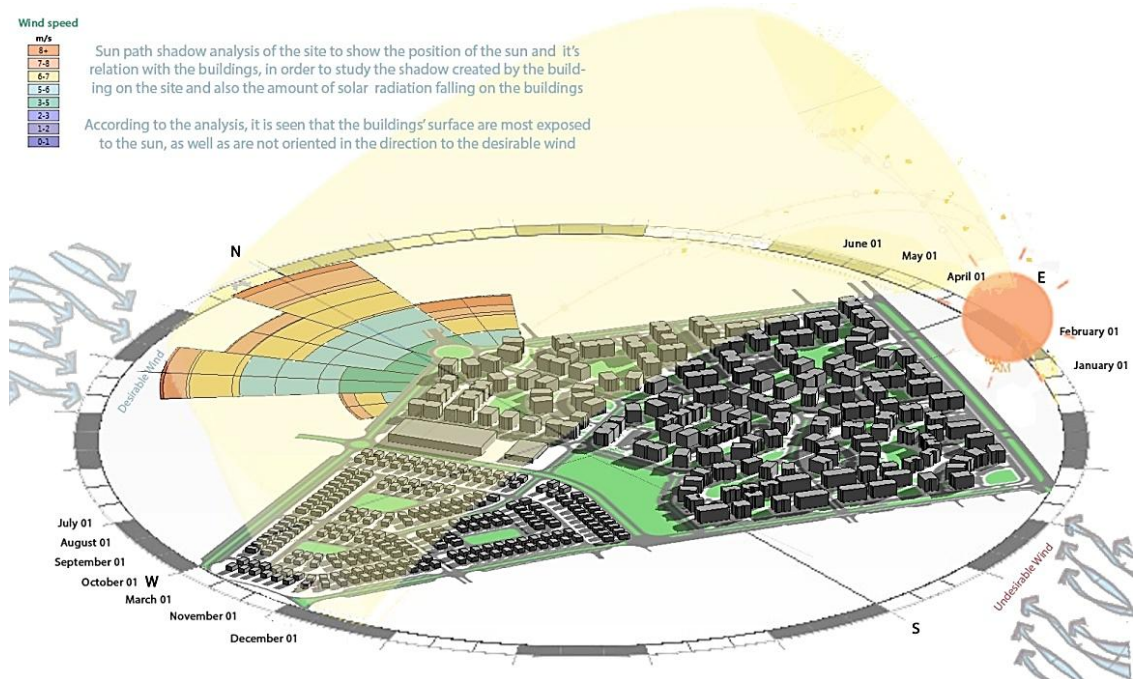 Wind speed
m/s
8+
7-8
6-7
5-6
3-5
2-3
1-2
0-1
Sun path shadow analysis of the site to show the position of the sun and it's
relation with the buildings, in order to study the shadow created by the build-
ing on the site and also the amount of solar radiation falling on the buildings
According to the analysis, it is seen that the buildings' surface are most exposed
to the sun, as well as are not oriented in the direction to the desirable wind
N
June 01
May 01
April 01
E
February 01
January 01
AM
Desirable Wind
July 01
August 01
September 01
October 01
W
March 01
November 01
December 01
S
Undesirable Wind